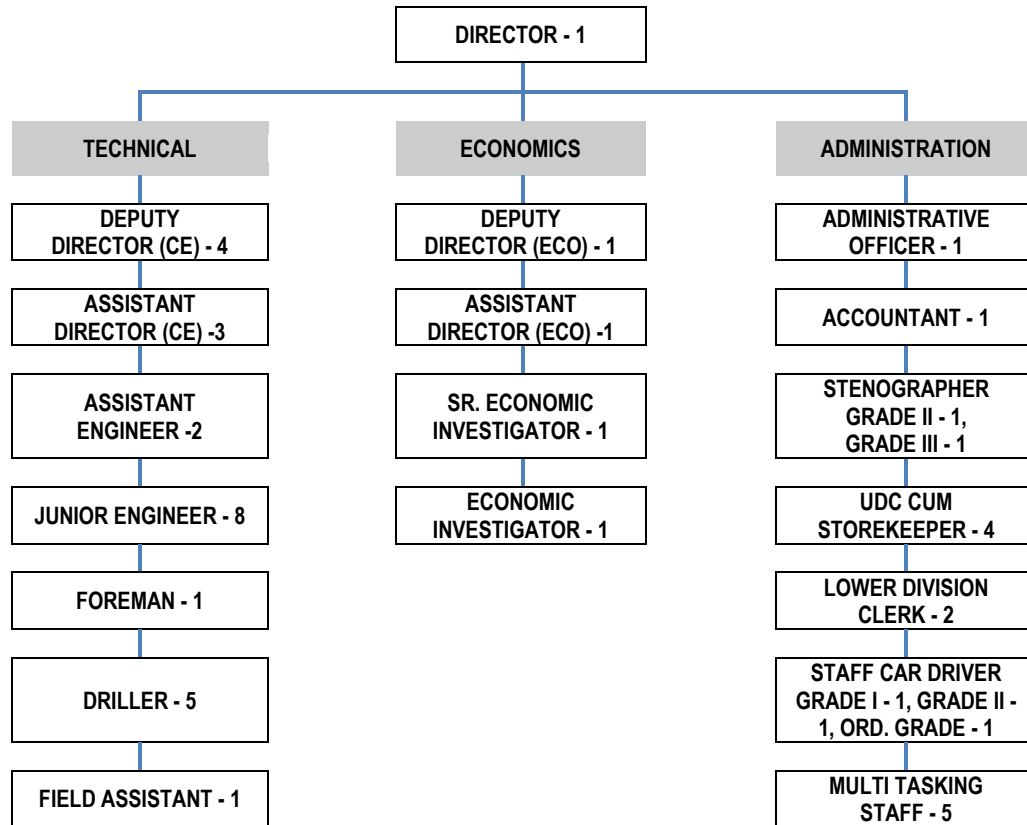 DIRECTOR - 1
TECHNICAL
DEPUTY
DIRECTOR (CE) - 4
ASSISTANT
DIRECTOR (CE) -3
ASSISTANT
ENGINEER -2
JUNIOR ENGINEER - 8
FOREMAN - 1
DRILLER - 5
FIELD ASSISTANT - 1
ECONOMICS
DEPUTY
DIRECTOR (ECO) - 1
ASSISTANT
DIRECTOR (ECO) -1
SR. ECONOMIC
INVESTIGATOR - 1
ECONOMIC
INVESTIGATOR - 1
ADMINISTRATION
ADMINISTRATIVE
OFFICER - 1
ACCOUNTANT - 1
STENOGRAPHER
GRADE II - 1,
GRADE III - 1
UDC CUM
STOREKEEPER - 4
LOWER DIVISION
CLERK - 2
STAFF CAR DRIVER
GRADE I - 1, GRADE II -
1, ORD. GRADE - 1
MULTI TASKING
STAFF - 5